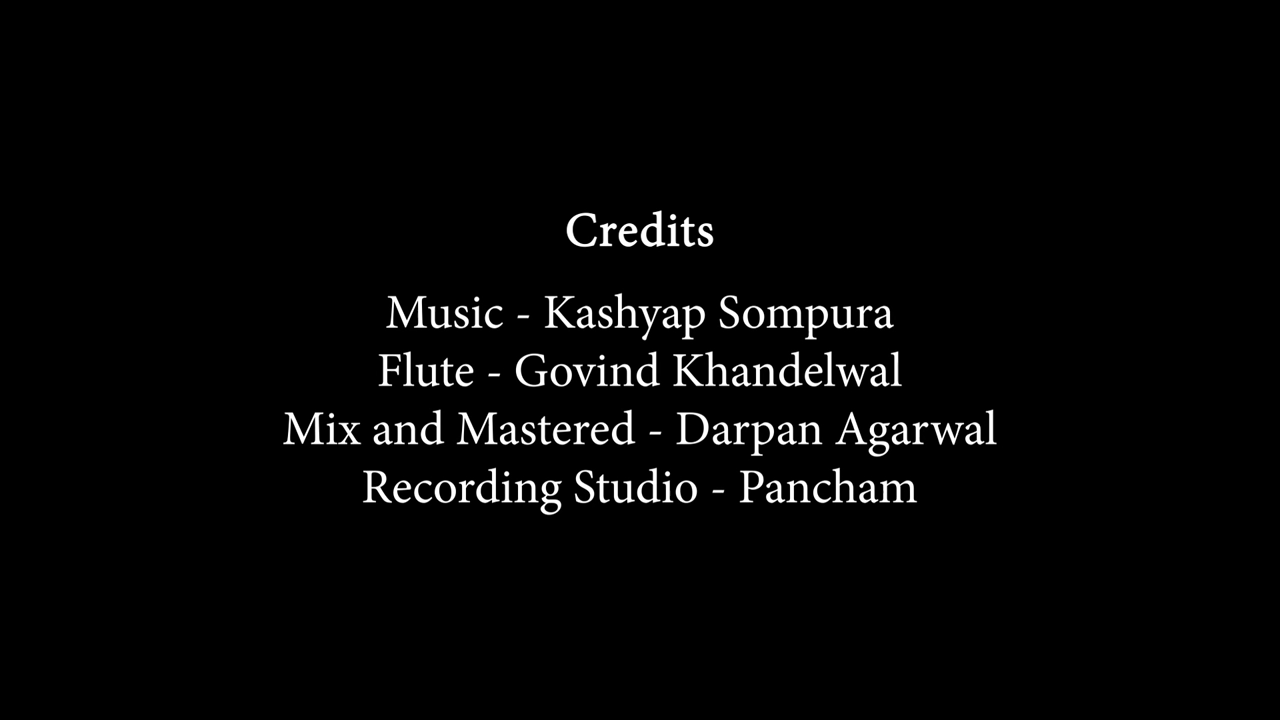 Credits
Music - Kashyap Sompura
Flute - Govind Khandelwal
Mix and Mastered - Darpan Agarwal
Recording Studio - Pancham